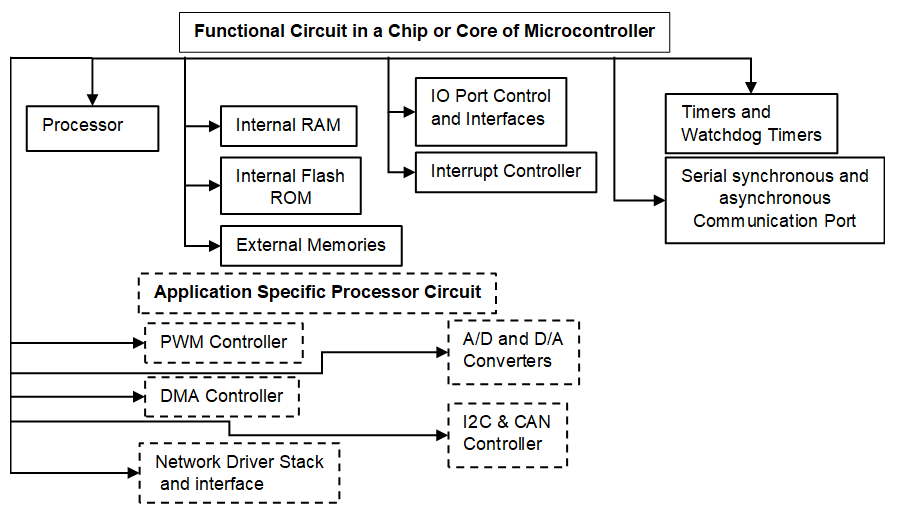 Functional Circuit in a Chip or Core of Microcontroller
Processor
Internal RAM
Internal Flash
ROM
External Memories
IO Port Control
and Interfaces
Interrupt Controller
Timers and
Watchdog Timers
Serial synchronous and
asynchronous
Communication Port
Application Specific Processor Circuit
PWM Controller
A/D and D/A
Converters
DMA Controller
I2C & CAN
Controller
Network Driver Stack
and interface